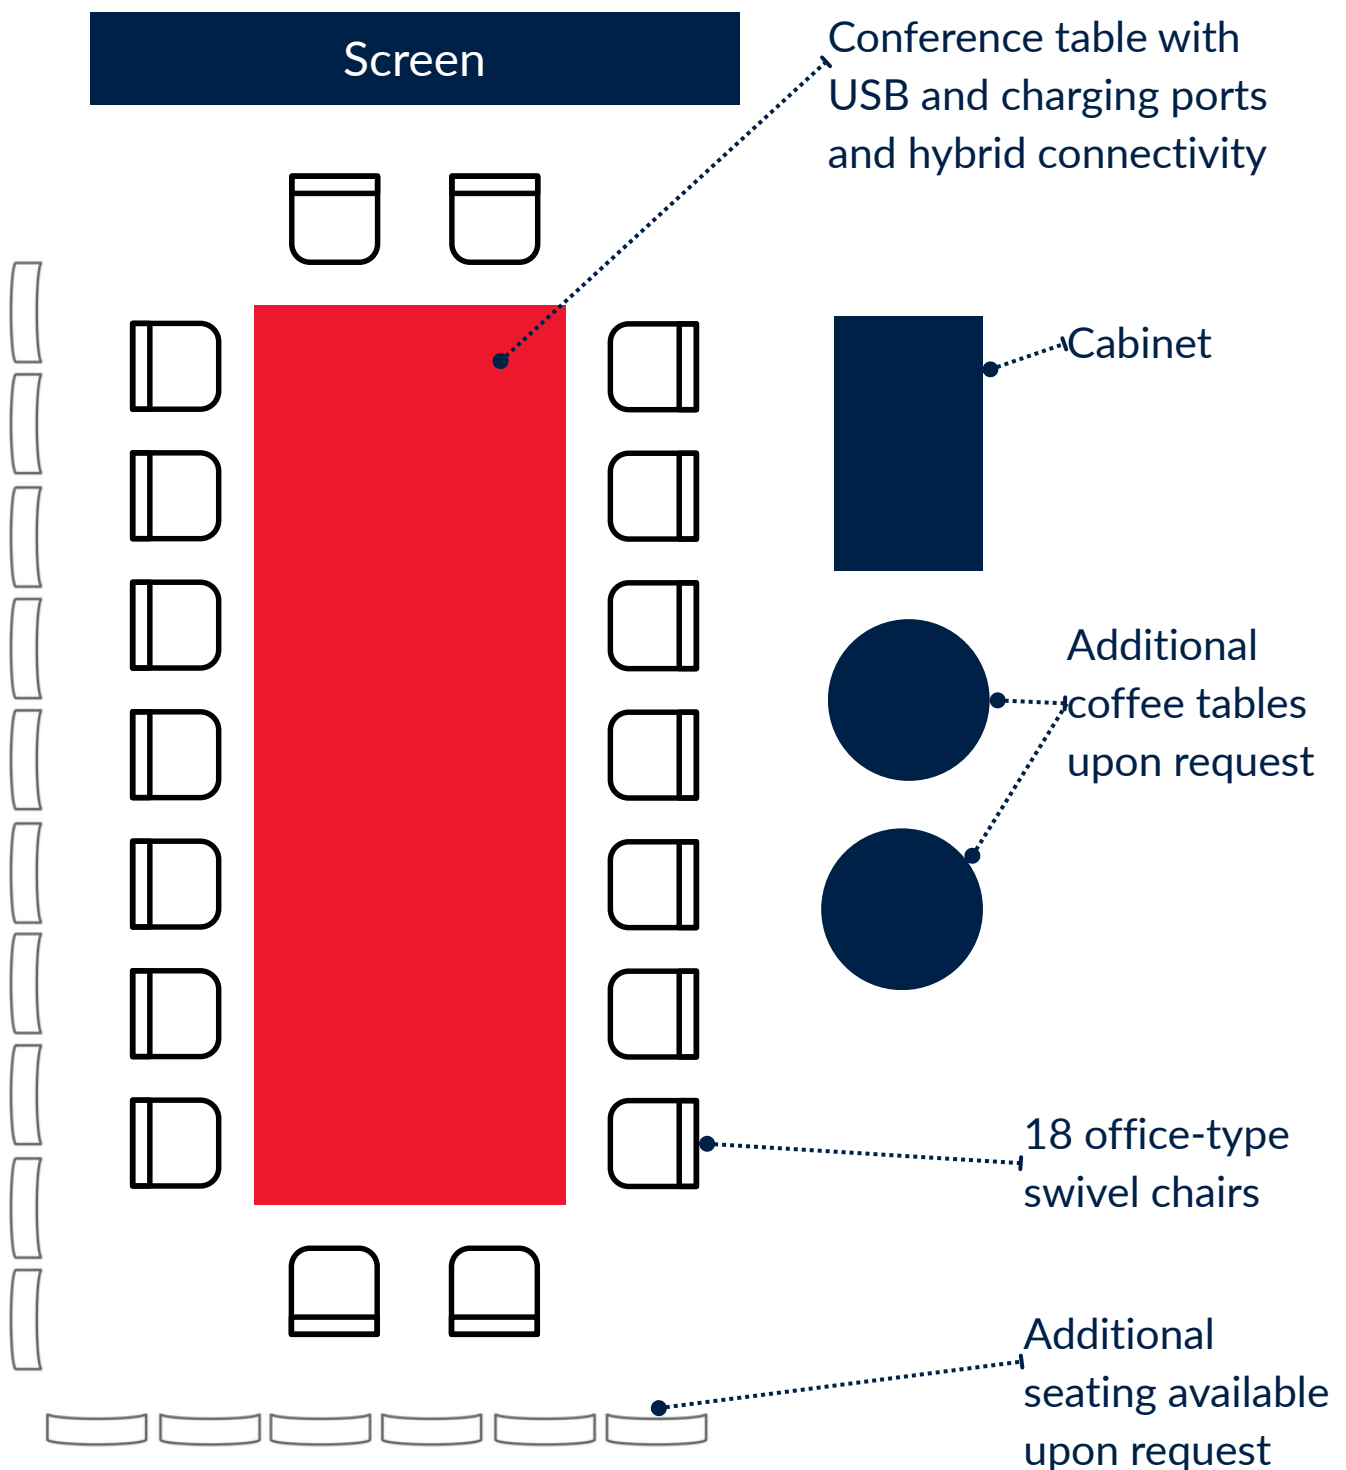 Screen
Conference table with
USB and charging ports
and hybrid connectivity
Cabinet
Additional
coffee tables
upon request
18 office-type
swivel chairs
Additional
seating available
upon request